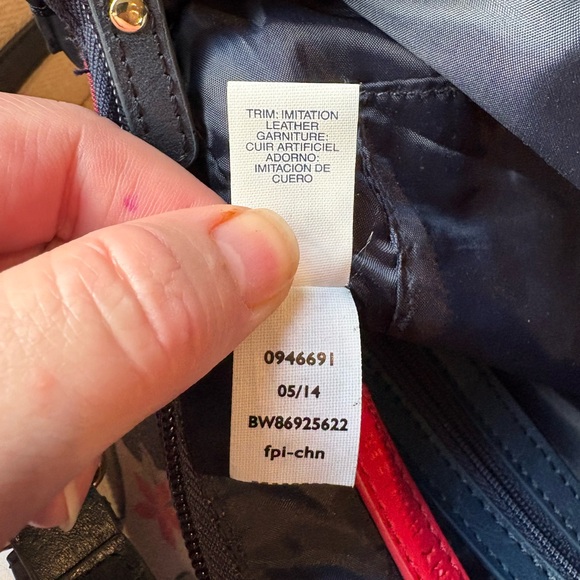 TRIM: IMITATION
LEATHER
GARNITURE:
CUIR ARTIFICIEL
ADORNO:
IMITACION DE
CUERO
0946691
05/14
BW86925622
fpi-chn